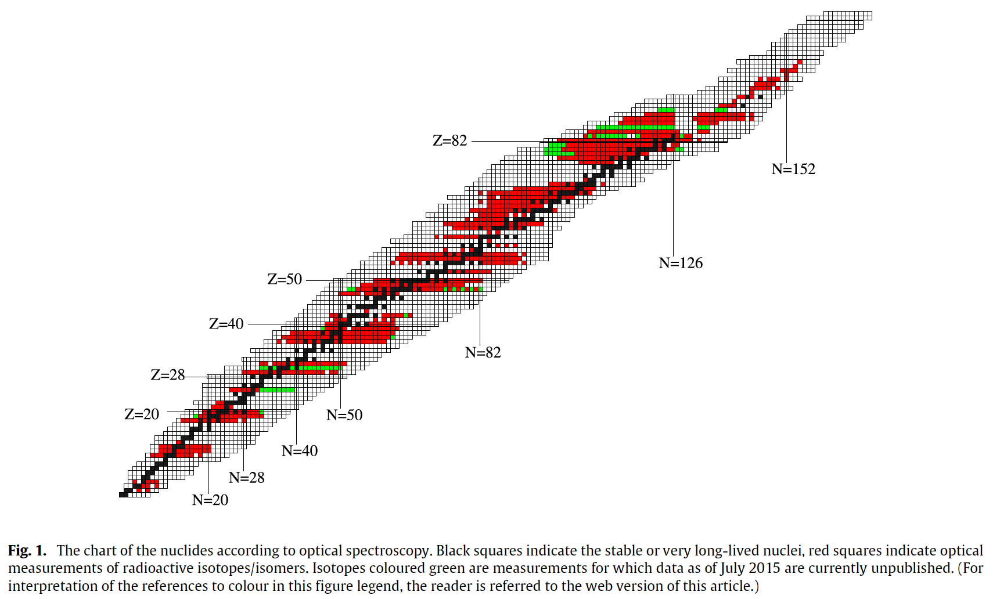 Z=82
N=152
N=126
Z=50
Z=40
N=82
Z=28
Z=20
N=50
N=40
N=28
N=20
Fig. 1. The chart of the nuclides according to optical spectroscopy. Black squares indicate the stable or very long-lived nuclei, red squares indicate optical
measurements of radioactive isotopes/isomers. Isotopes coloured green are measurements for which data as of July 2015 are currently unpublished. (For
interpretation of the references to colour in this figure legend, the reader is referred to the web version of this article.)